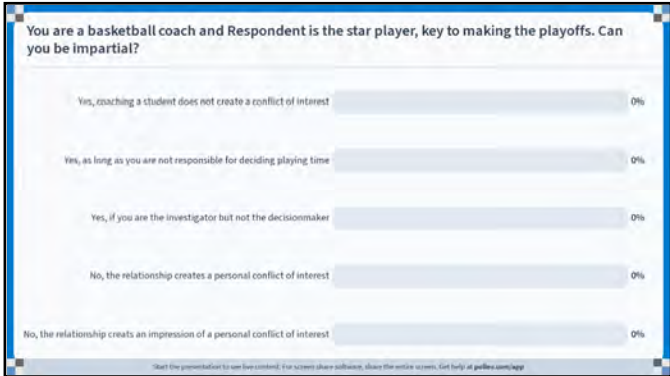 You are a basketball coach and Respondent is the star player, key to making the playoffs. Can
you be impartial?
Yes, coaching a student does not create a conflict of interest 0%
Yes, as long as you are not responsible for deciding playing time 0%
Yes, if you are the investigator but not the decisionmaker 0%
No, the relationship creates a personal conflict of interest 0%
No, the relationship creats an impression of a personal conflict of interest 0%
Start the presentation to see live content. For screen share software, share the entire screen. Get help at pollev.com/app